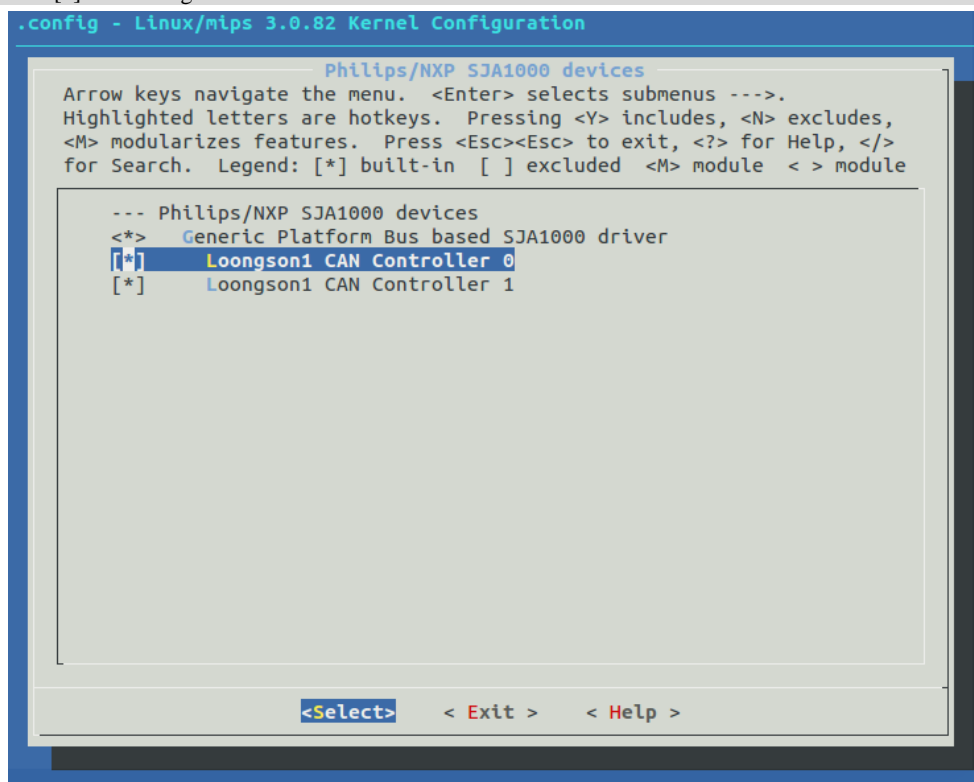 .config - Linux/mips 3.0.82 Kernel Configuration
Philips/NXP SJA1000 devices
Arrow keys navigate the menu.  <Enter> selects submenus --->.
Highlighted letters are hotkeys.  Pressing <Y> includes, <N> excludes,
<M> modularizes features.  Press <Esc><Esc> to exit, <?> for Help, </>
for Search.  Legend: [*] built-in  [ ] excluded  <M> module  < > module
--- Philips/NXP SJA1000 devices
<*>   Generic Platform Bus based SJA1000 driver
[*]     Loongson1 CAN Controller 0
[*]     Loongson1 CAN Controller 1
<Select>    < Exit >    < Help >